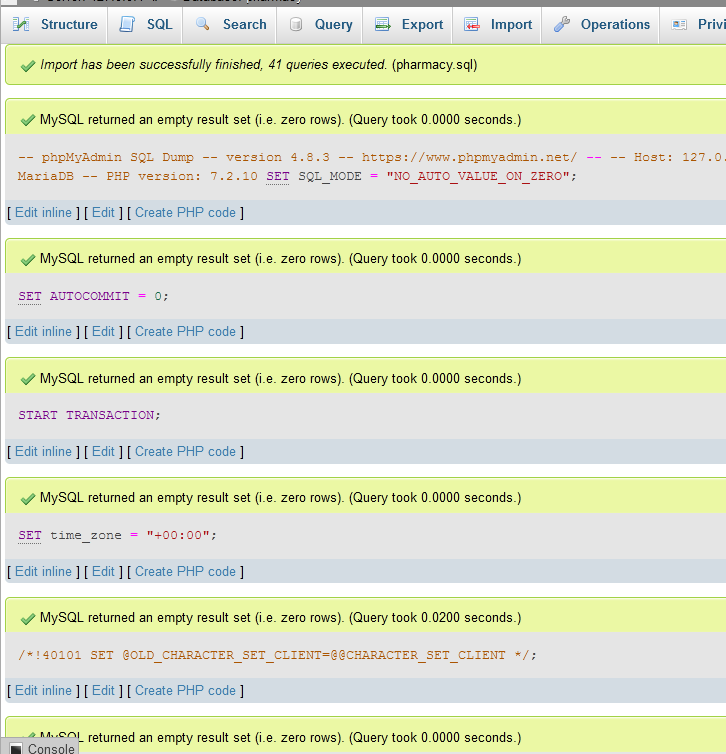 Structure SQL Search Query Export Import Operations Privi
Import has been successfully finished, 41 queries executed. (pharmacy.sql)
MySQL returned an empty result set (i.e. zero rows). (Query took 0.0000 seconds.)
-- phpMyAdmin SQL Dump -- version 4.8.3 -- https://www.phpmyadmin.net/ -- -- Host: 127.0.
MariaDB -- PHP version: 7.2.10 SET SQL_MODE = "NO_AUTO_VALUE_ON_ZERO";
[ Edit inline ] [ Edit ] [ Create PHP code ]
MySQL returned an empty result set (i.e. zero rows). (Query took 0.0000 seconds.)
SET AUTOCOMMIT = 0;
[ Edit inline ] [ Edit ] [ Create PHP code ]
MySQL returned an empty result set (i.e. zero rows). (Query took 0.0000 seconds.)
START TRANSACTION;
[ Edit inline ] [ Edit ] [ Create PHP code ]
MySQL returned an empty result set (i.e. zero rows). (Query took 0.0000 seconds.)
SET time_zone = "+00:00";
[ Edit inline ] [ Edit ] [ Create PHP code ]
MySQL returned an empty result set (i.e. zero rows). (Query took 0.0200 seconds.)
/*!40101 SET @OLD_CHARACTER_SET_CLIENT=@@CHARACTER_SET_CLIENT */;
[ Edit inline ] [ Edit ] [ Create PHP code ]
MySQL returned an empty result set (i.e. zero rows). (Query took 0.0000 seconds.)
Console